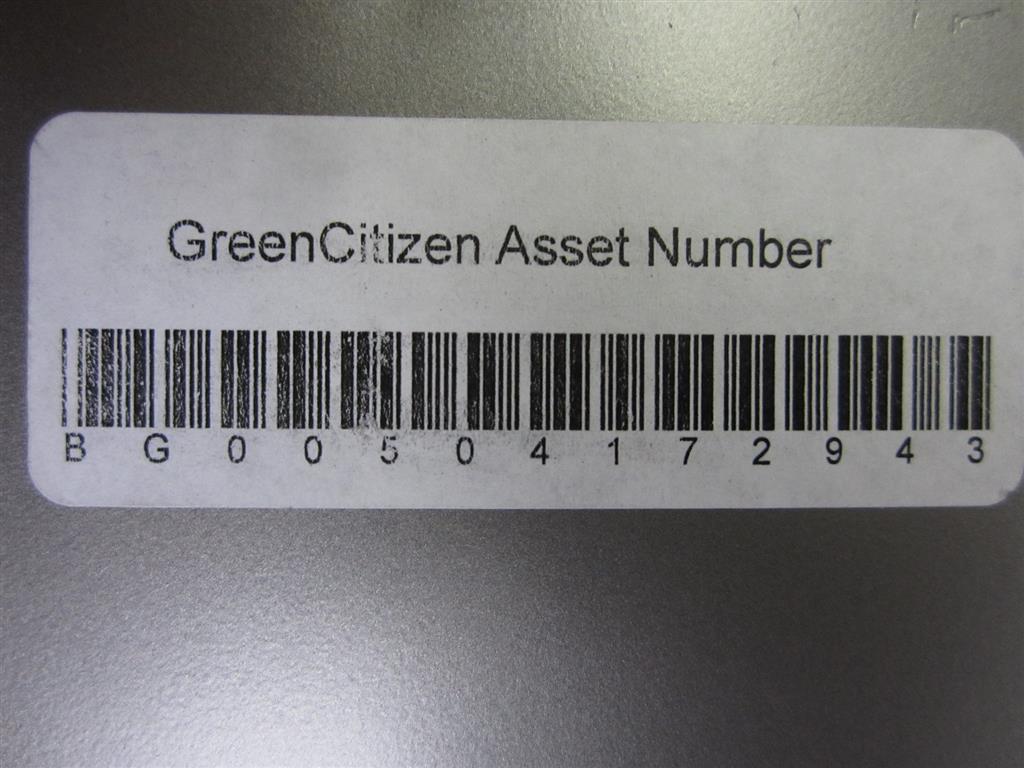 GreenCitizen Asset Number
B G 0 0 5 0 4 1 7 2 9 4 3